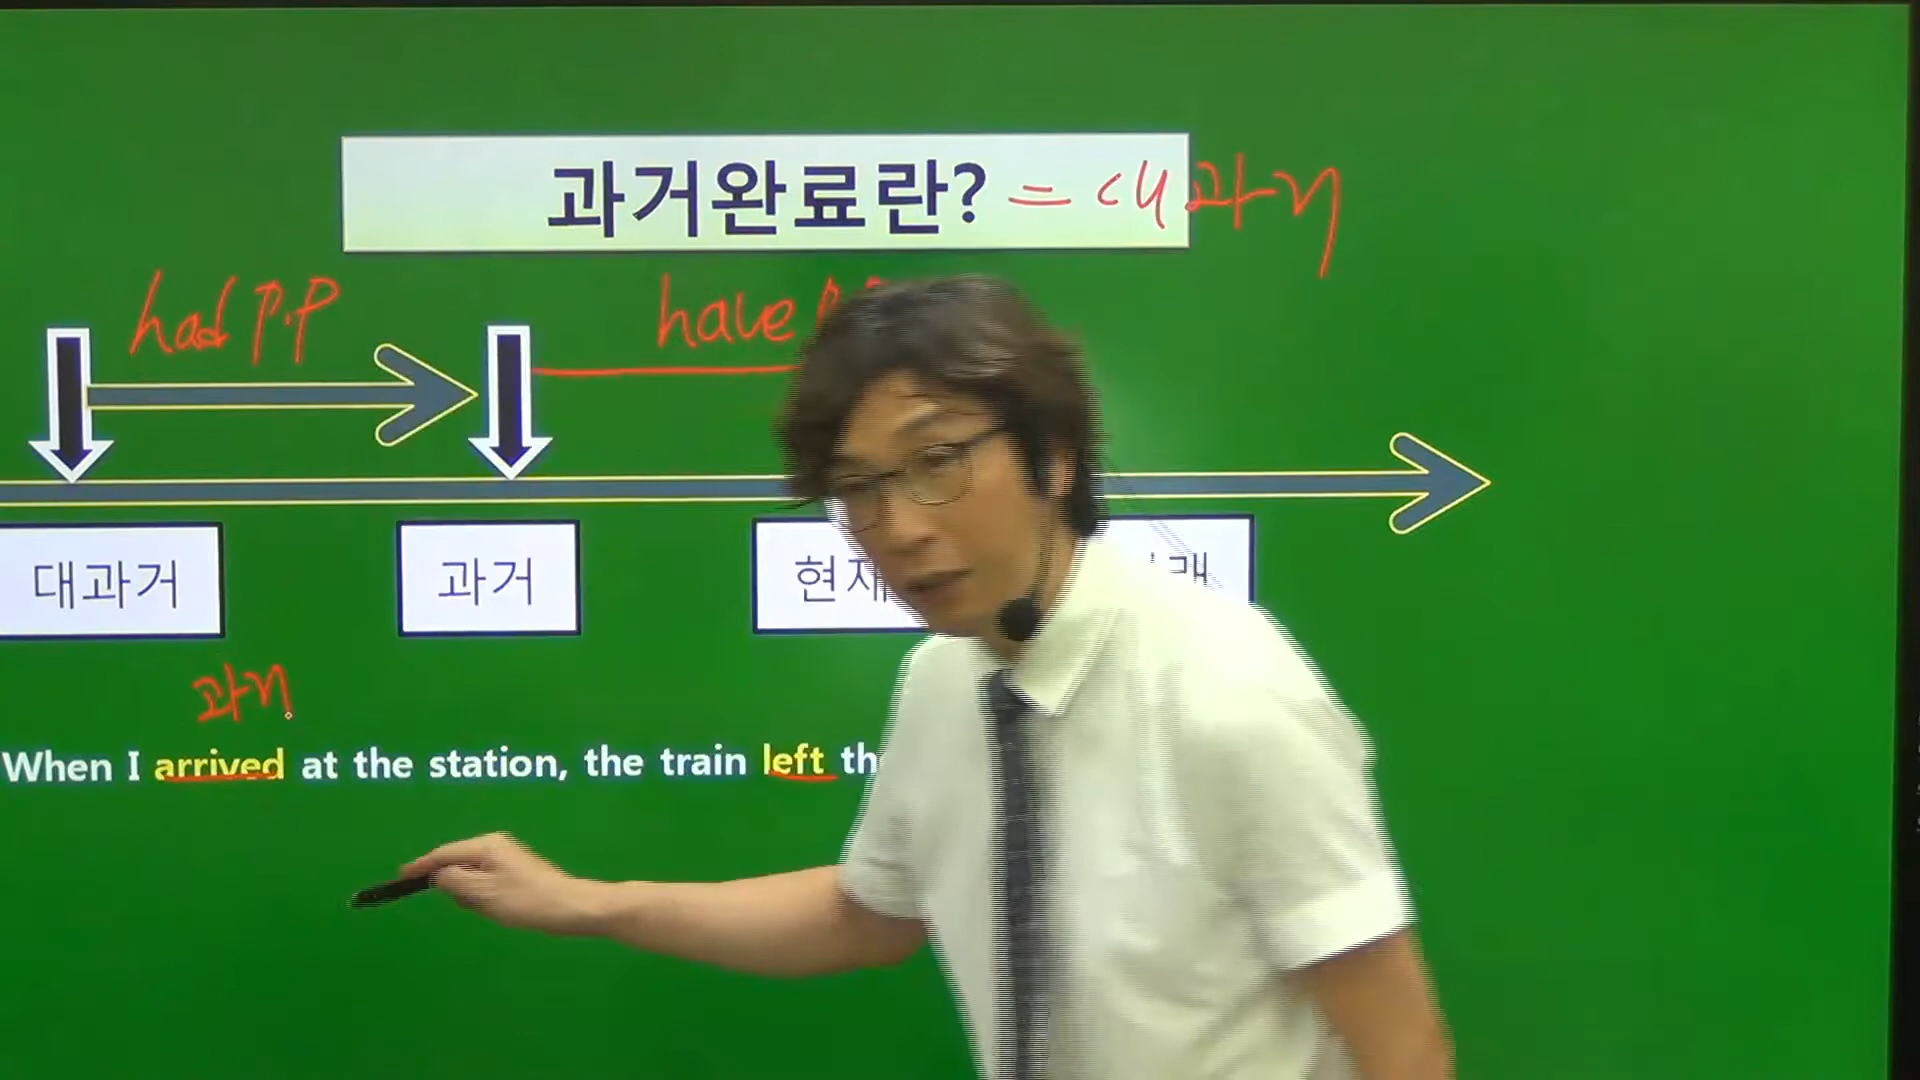 과거완료란? = 대과거
had P.P have
대과거 과거 현재
과거
When I arrived at the station, the train left th